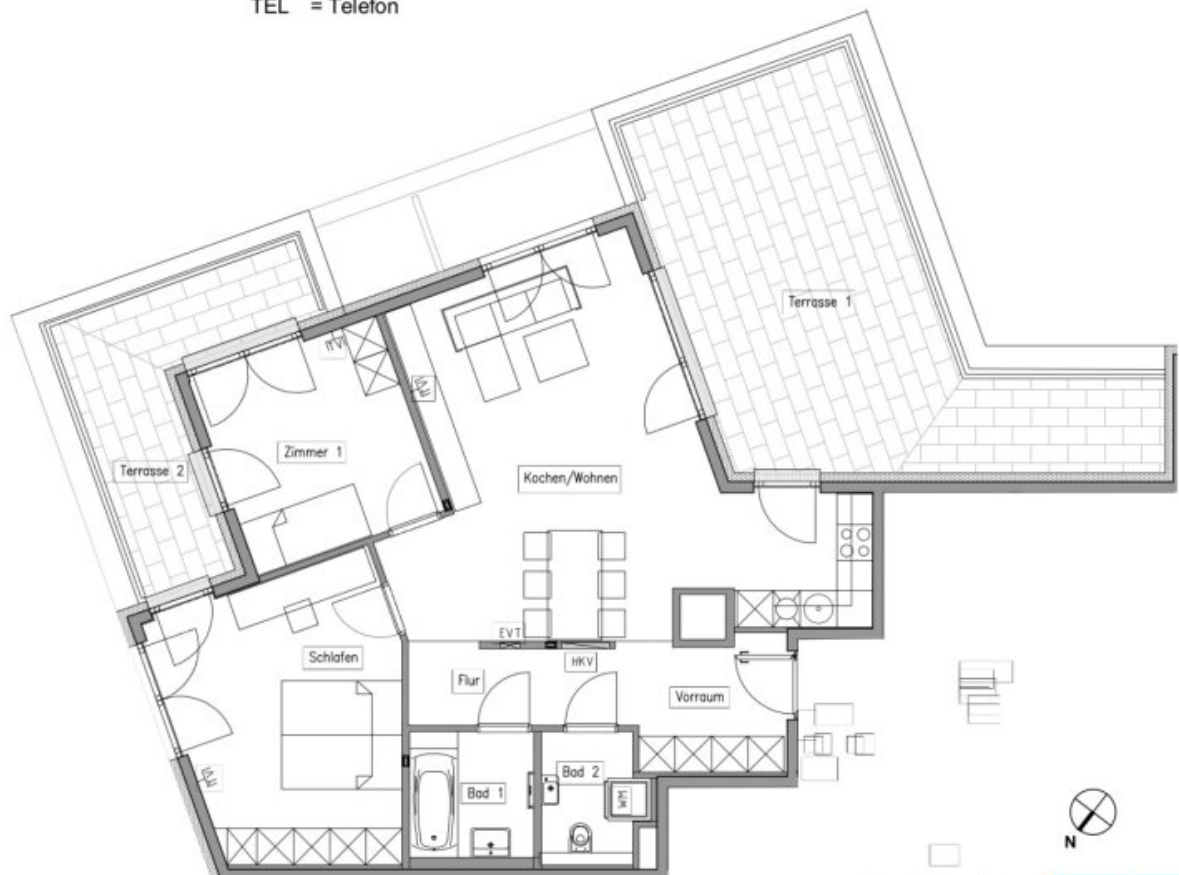 TEL = Telefon
Terrasse 1
Zimmer 1
Terrasse 2
Kochen/Wohnen
EVT
HKV
Schlafen
Flur
Vorraum
Bad 1
Bad 2
WM
N